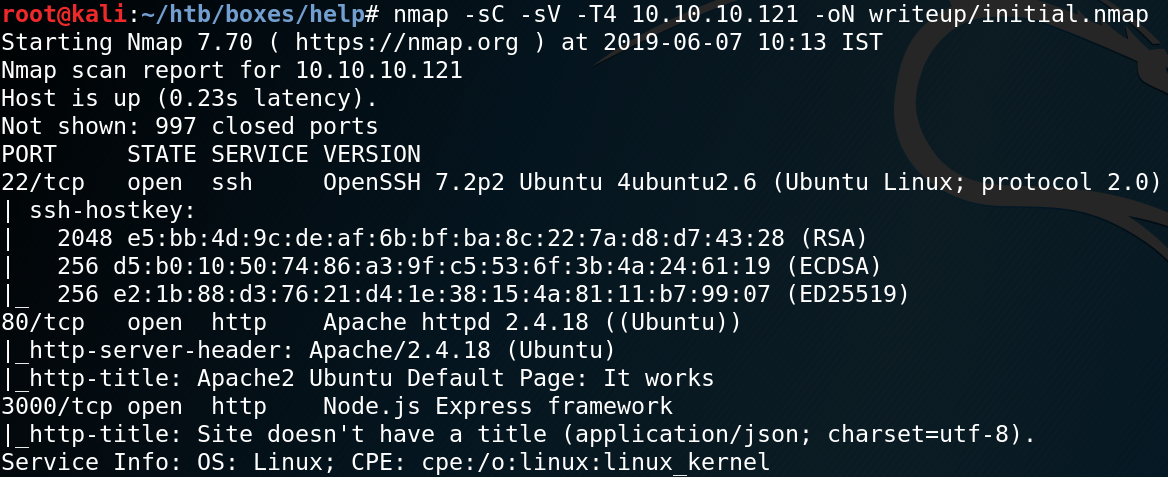 root@kali:~/htb/boxes/help# nmap -sC -sV -T4 10.10.10.121 -oN writeup/initial.nmap
Starting Nmap 7.70 ( https://nmap.org ) at 2019-06-07 10:13 IST
Nmap scan report for 10.10.10.121
Host is up (0.23s latency).
Not shown: 997 closed ports
PORT     STATE SERVICE VERSION
22/tcp   open  ssh     OpenSSH 7.2p2 Ubuntu 4ubuntu2.6 (Ubuntu Linux; protocol 2.0)
| ssh-hostkey:
|   2048 e5:bb:4d:9c:de:af:6b:bf:ba:8c:22:7a:d8:d7:43:28 (RSA)
|   256 d5:b0:10:50:74:86:a3:9f:c5:53:6f:3b:4a:24:61:19 (ECDSA)
|_  256 e2:1b:88:d3:76:21:d4:1e:38:15:4a:81:11:b7:99:07 (ED25519)
80/tcp   open  http    Apache httpd 2.4.18 ((Ubuntu))
|_http-server-header: Apache/2.4.18 (Ubuntu)
|_http-title: Apache2 Ubuntu Default Page: It works
3000/tcp open  http    Node.js Express framework
|_http-title: Site doesn't have a title (application/json; charset=utf-8).
Service Info: OS: Linux; CPE: cpe:/o:linux:linux_kernel